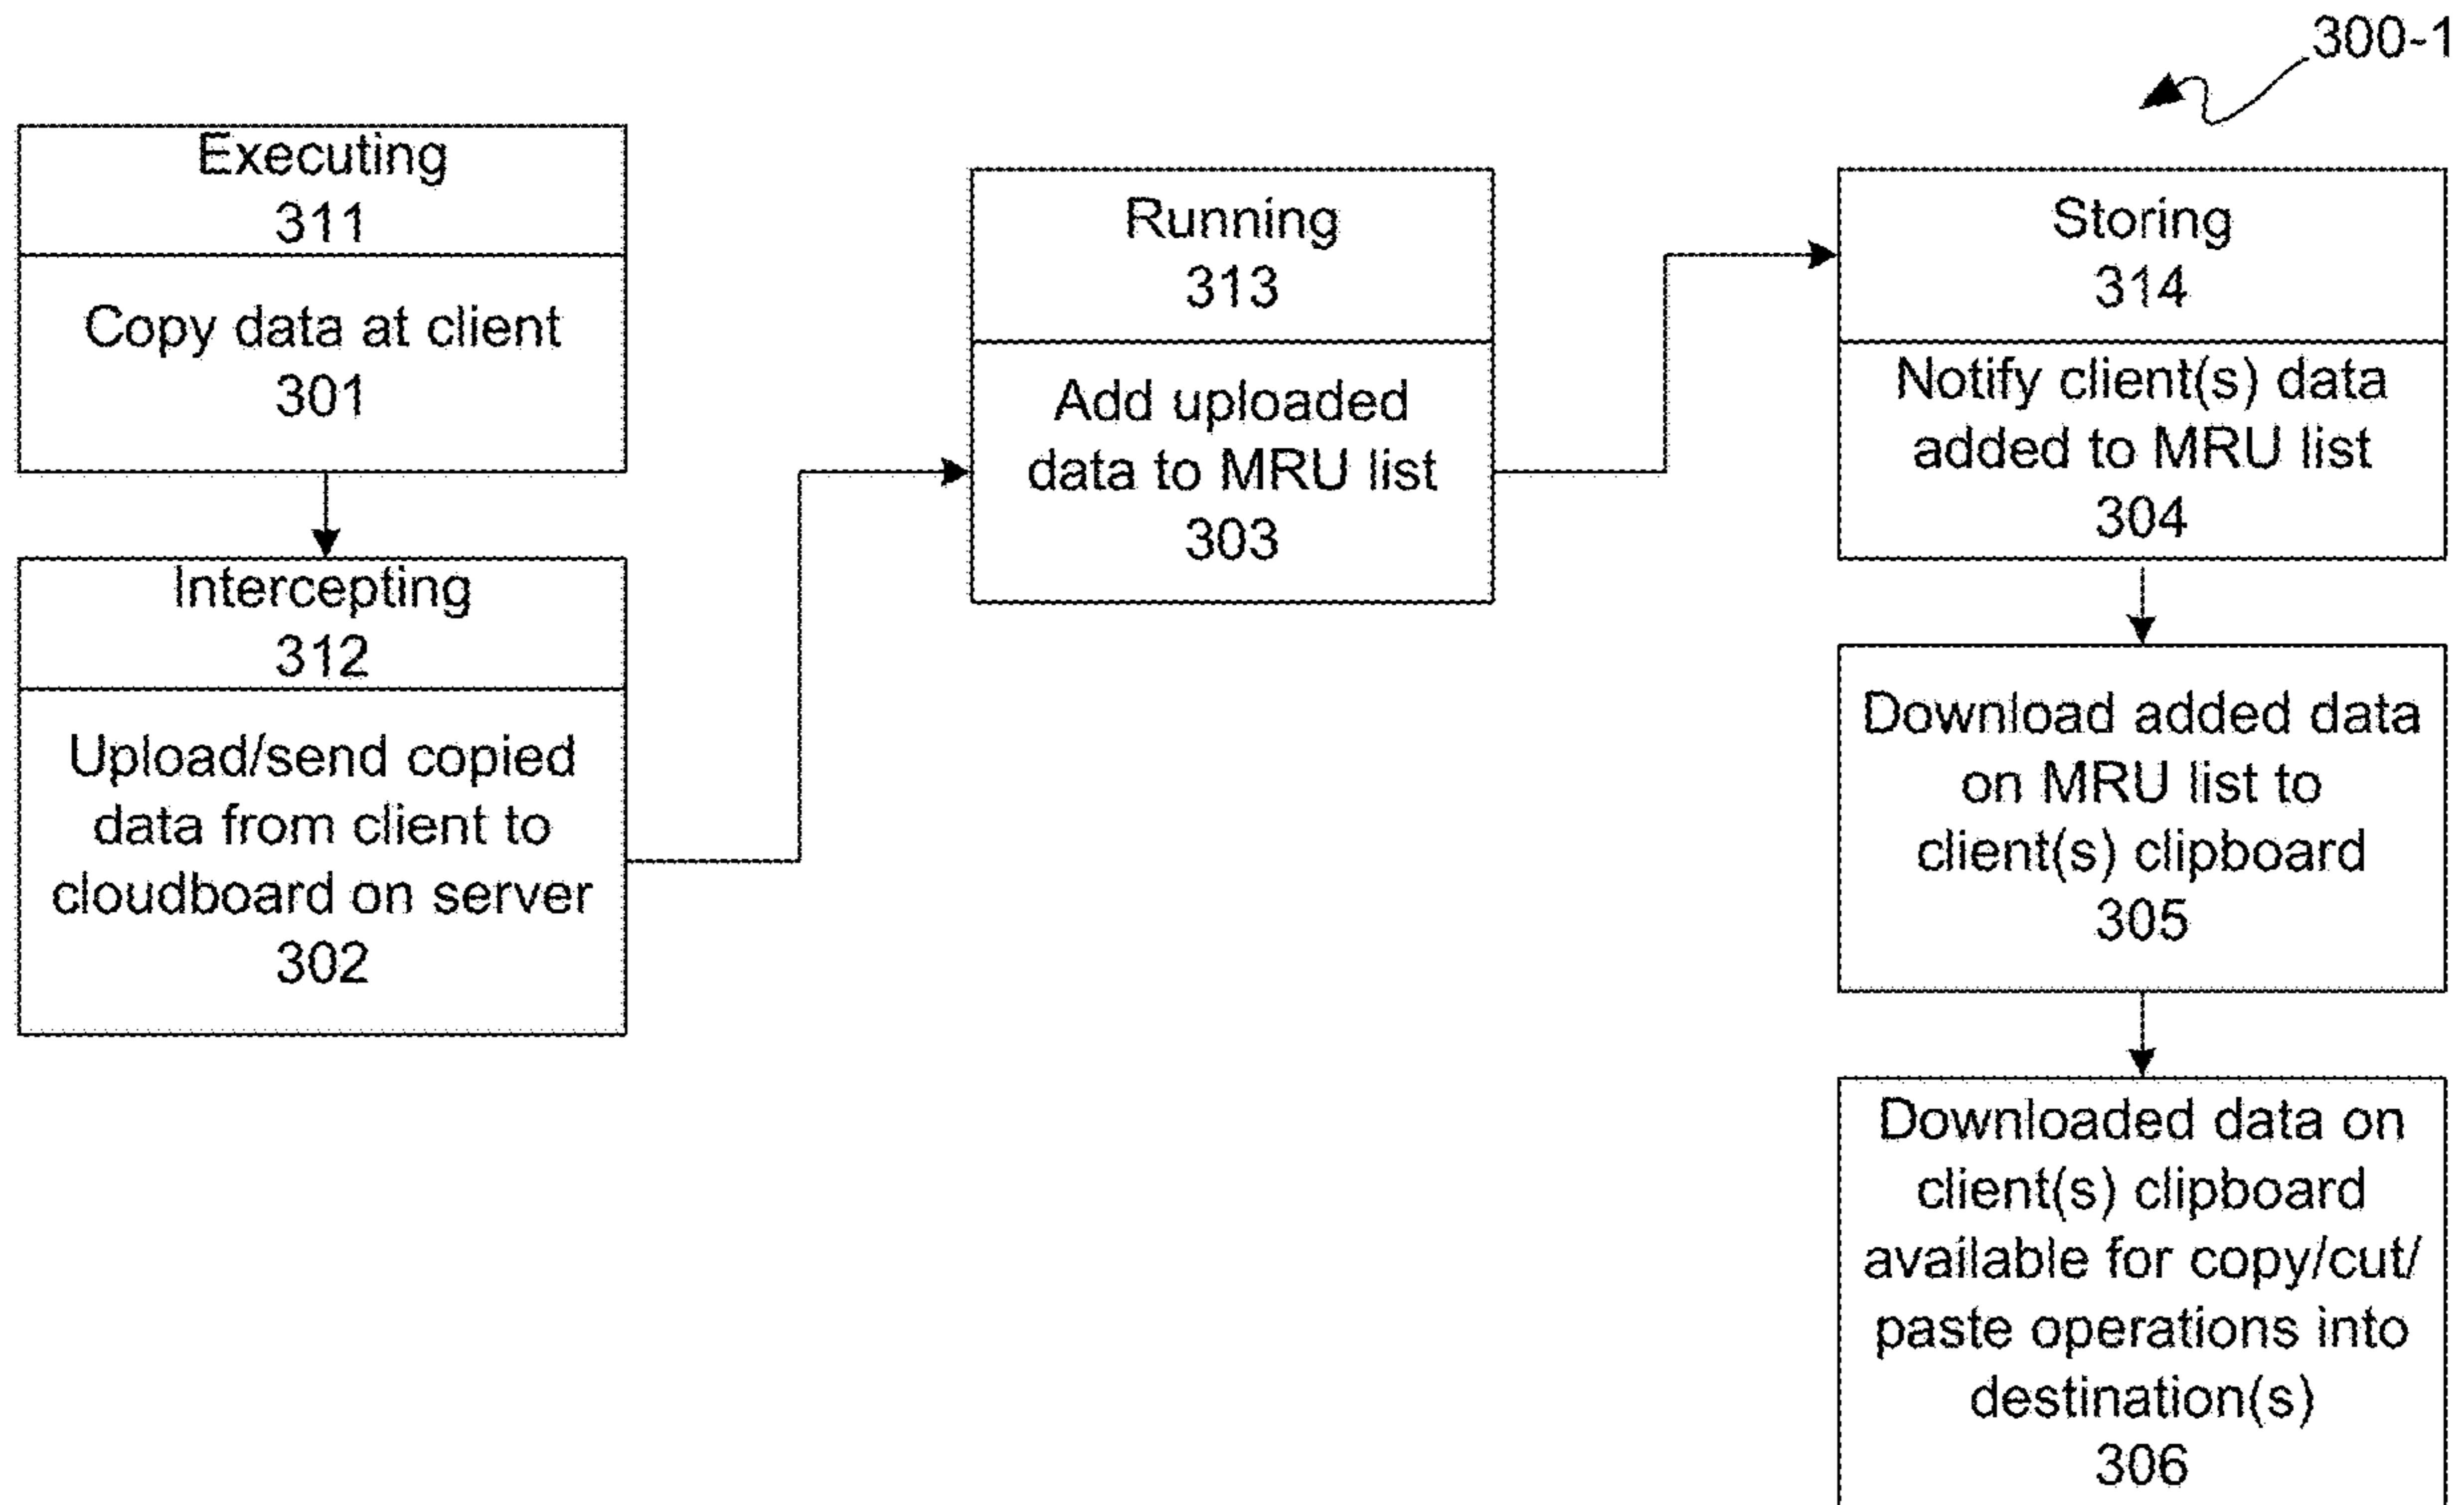 300-1
Executing
311
Copy data at client
301
Intercepting
312
Upload/send copied
data from client to
cloudboard on server
302
Running
313
Add uploaded
data to MRU list
303
Storing
314
Notify client(s) data
added to MRU list
304
Download added data
on MRU list to
client(s) clipboard
305
Downloaded data on
client(s) clipboard
available for copy/cut/
paste operations into
destination(s)
306